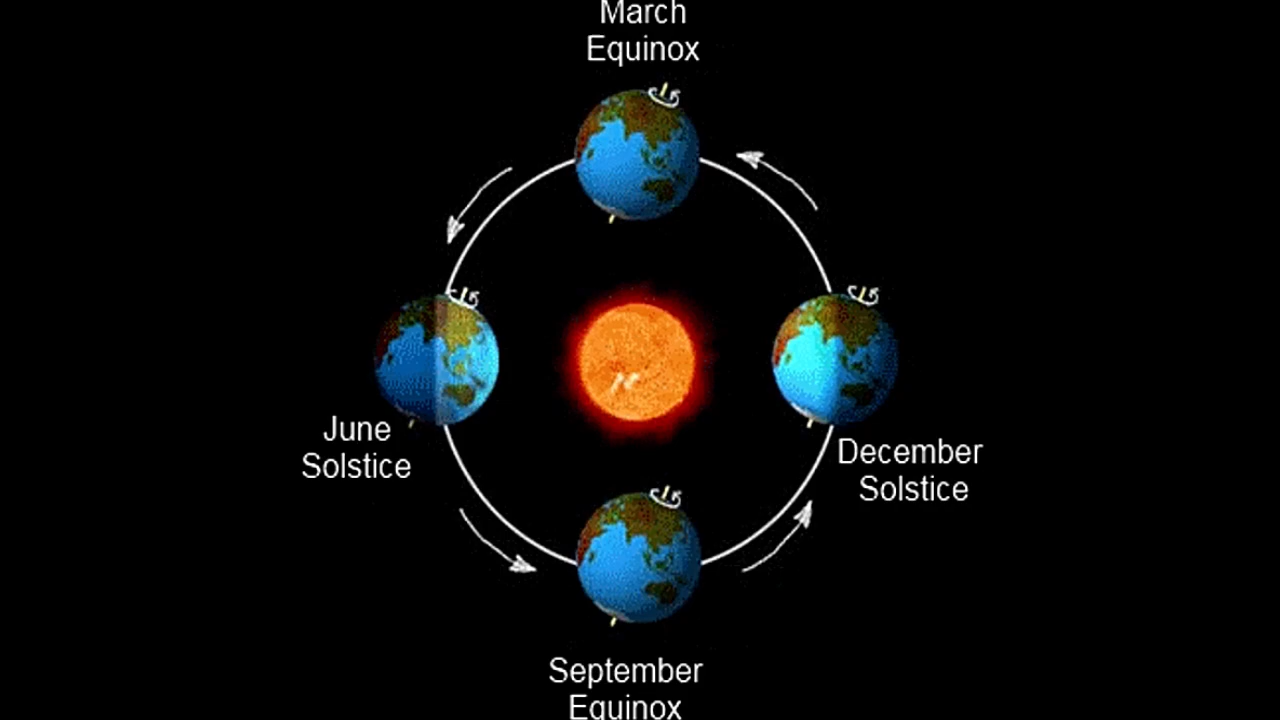 March
Equinox
June
Solstice
December
Solstice
September
Equinox